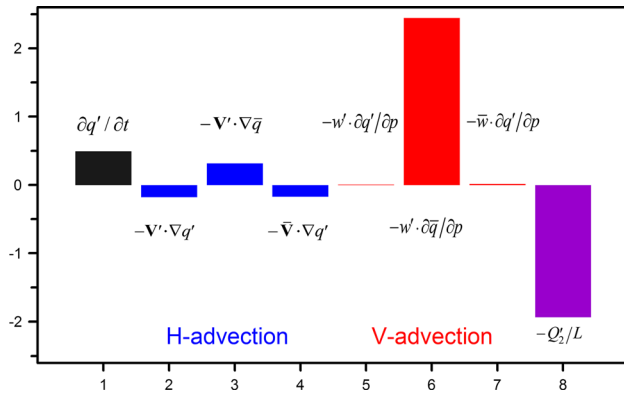 2
1
0
-1
-2
∂q′/∂t
−V′·∇q′
−V′·∇q̄
−V̄·∇q′
−w′·∂q′/∂p
−w′·∂q̄/∂p
−w̄·∂q′/∂p
−Q′₂/L
H-advection
V-advection
1 2 3 4 5 6 7 8